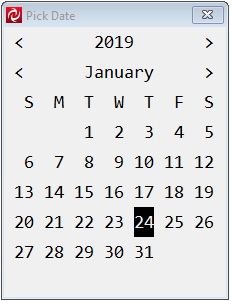 Pick Date
< 2019 >
< January >
S M T W T F S
1 2 3 4 5
6 7 8 9 10 11 12
13 14 15 16 17 18 19
20 21 22 23 24 25 26
27 28 29 30 31